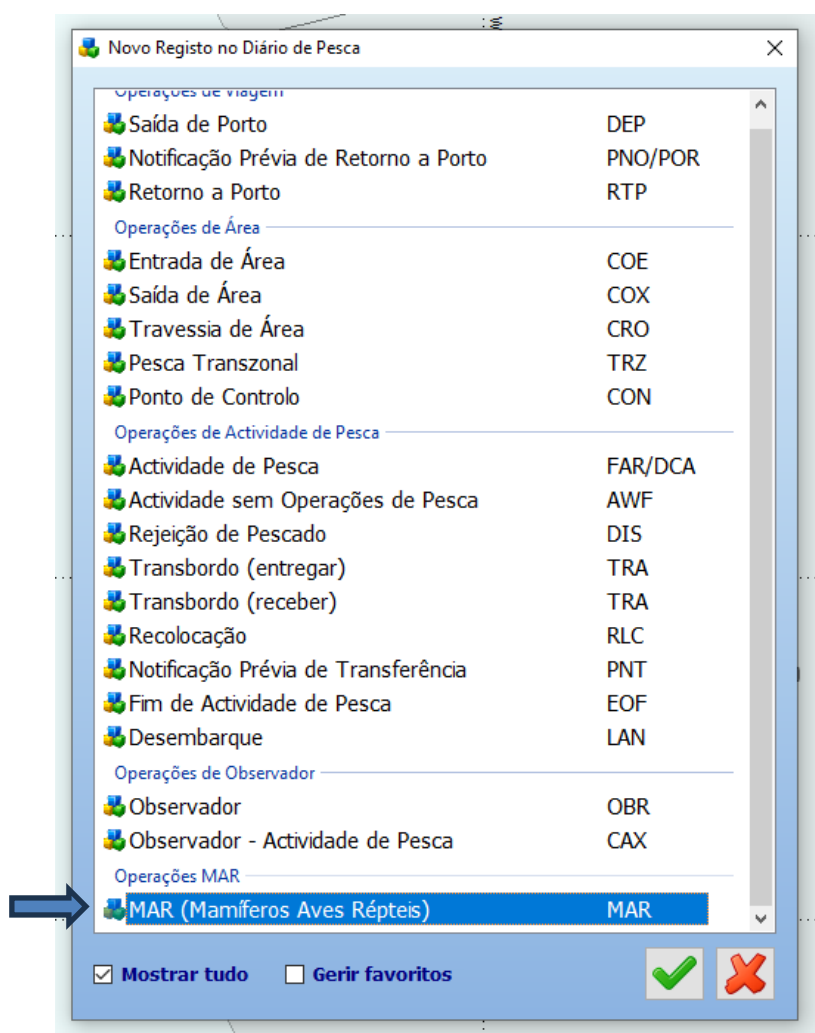 Novo Registo no Diário de Pesca
Operações de Viagem
Saída de Porto DEP
Notificação Prévia de Retorno a Porto PNO/POR
Retorno a Porto RTP
Operações de Área
Entrada de Área COE
Saída de Área COX
Travessia de Área CRO
Pesca Transzonal TRZ
Ponto de Controlo CON
Operações de Actividade de Pesca
Actividade de Pesca FAR/DCA
Actividade sem Operações de Pesca AWF
Rejeição de Pescado DIS
Transbordo (entregar) TRA
Transbordo (receber) TRA
Recolocação RLC
Notificação Prévia de Transferência PNT
Fim de Actividade de Pesca EOF
Desembarque LAN
Operações de Observador
Observador OBR
Observador - Actividade de Pesca CAX
Operações MAR
MAR (Mamíferos Aves Répteis) MAR
Mostrar tudo Gerir favoritos